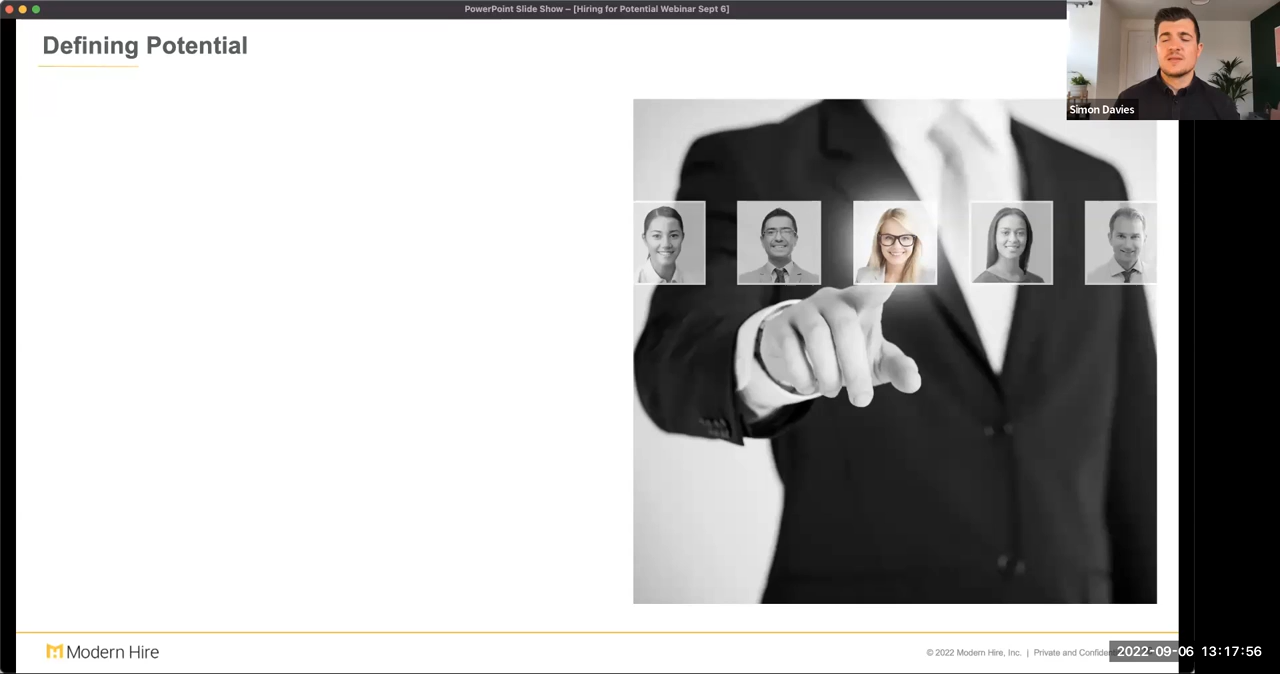 PowerPoint Slide Show – [Hiring for Potential Webinar Sept 6]
Defining Potential
Simon Davies
Modern Hire
© 2022 Modern Hire, Inc. | Private and
2022-09-06 13:17:56